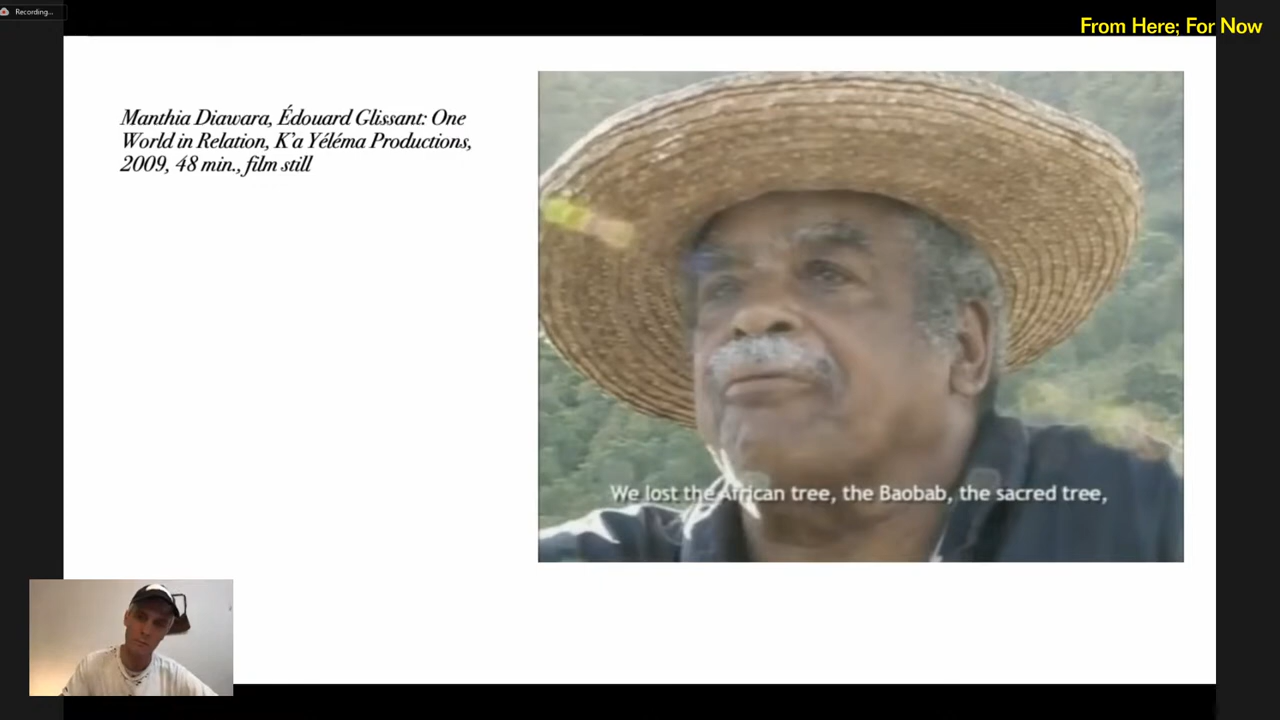 Recording...
From Here; For Now
Manthia Diawara, Édouard Glissant: One
World in Relation, K'a Yéléma Productions,
2009, 48 min., film still
We lost the African tree, the Baobab, the sacred tree,